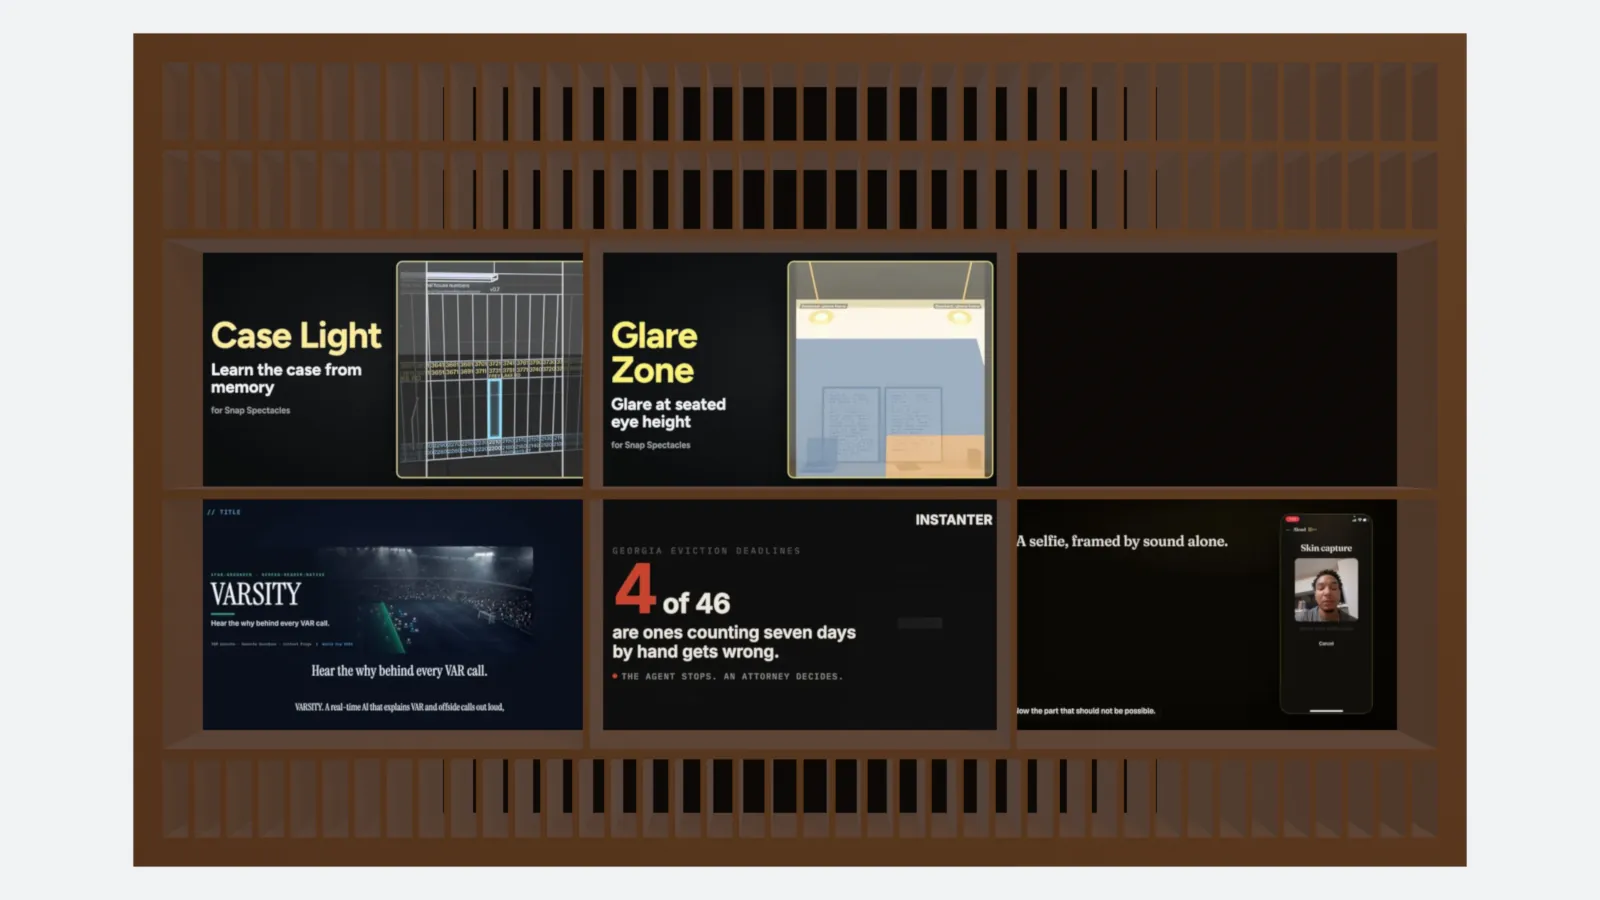 Case Light
Learn the case from
memory
for Snap Spectacles
Glare
Zone
Glare at seated
eye height
for Snap Spectacles
// TITLE
VARSITY
Hear the why behind every VAR call.
Hear the why behind every VAR call.
VARSITY. A real-time AI that explains VAR and offside calls out loud,
INSTANTER
GEORGIA EVICTION DEADLINES
4 of 46
are ones counting seven days
by hand gets wrong.
THE AGENT STOPS. AN ATTORNEY DECIDES.
A selfie, framed by sound alone.
Skin capture
Cancel
Now the part that should not be possible.